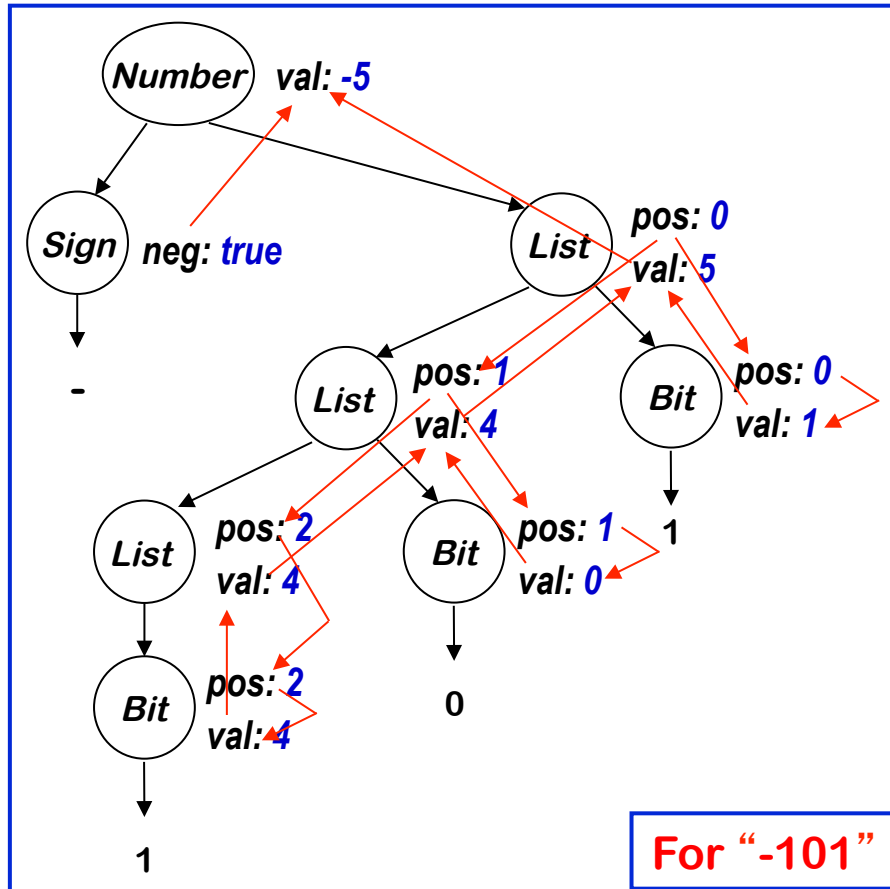 Number val: -5
pos: 0
Sign neg: true List val: 5
-
List pos: 1 Bit pos: 0
val: 4 val: 1
List pos: 2 Bit pos: 1 1
val: 4 val: 0
Bit pos: 2 0
val: 4
1
For “-101”